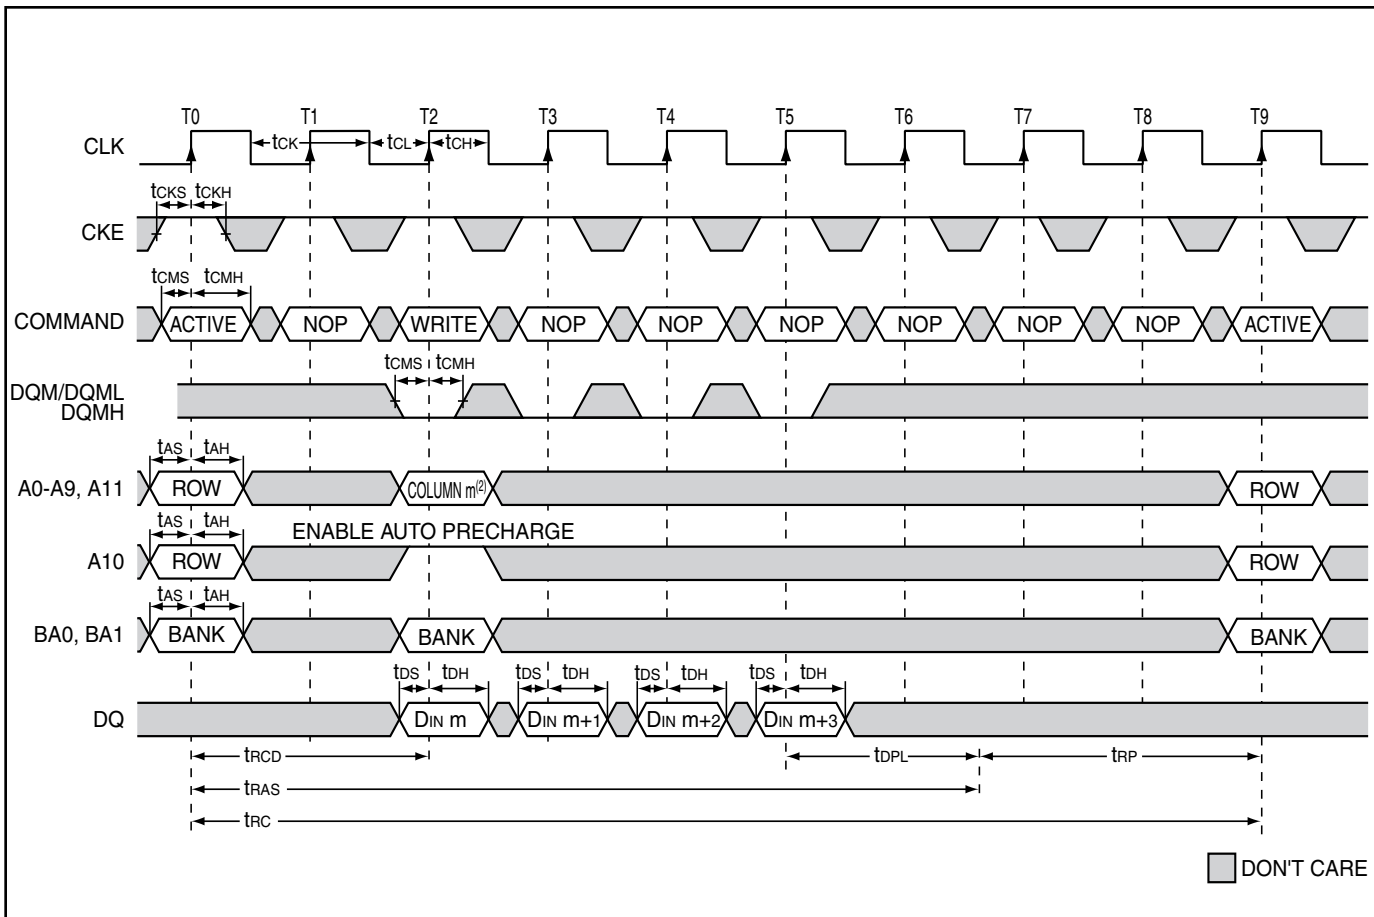 T0 T1 T2 T3 T4 T5 T6 T7 T8 T9
CLK tCK tCL tCH
tCKS tCKH
CKE
tCMS tCMH
COMMAND ACTIVE NOP WRITE NOP NOP NOP NOP NOP NOP ACTIVE
tCMS tCMH
DQM/DQML
DQMH
tAS tAH
A0-A9, A11 ROW COLUMN m(2) ROW
tAS tAH ENABLE AUTO PRECHARGE
A10 ROW ROW
tAS tAH
BA0, BA1 BANK BANK BANK
tDS tDH tDS tDH tDS tDH tDS tDH
DQ DIN m DIN m+1 DIN m+2 DIN m+3
tRCD tDPL tRP
tRAS
tRC
DON'T CARE